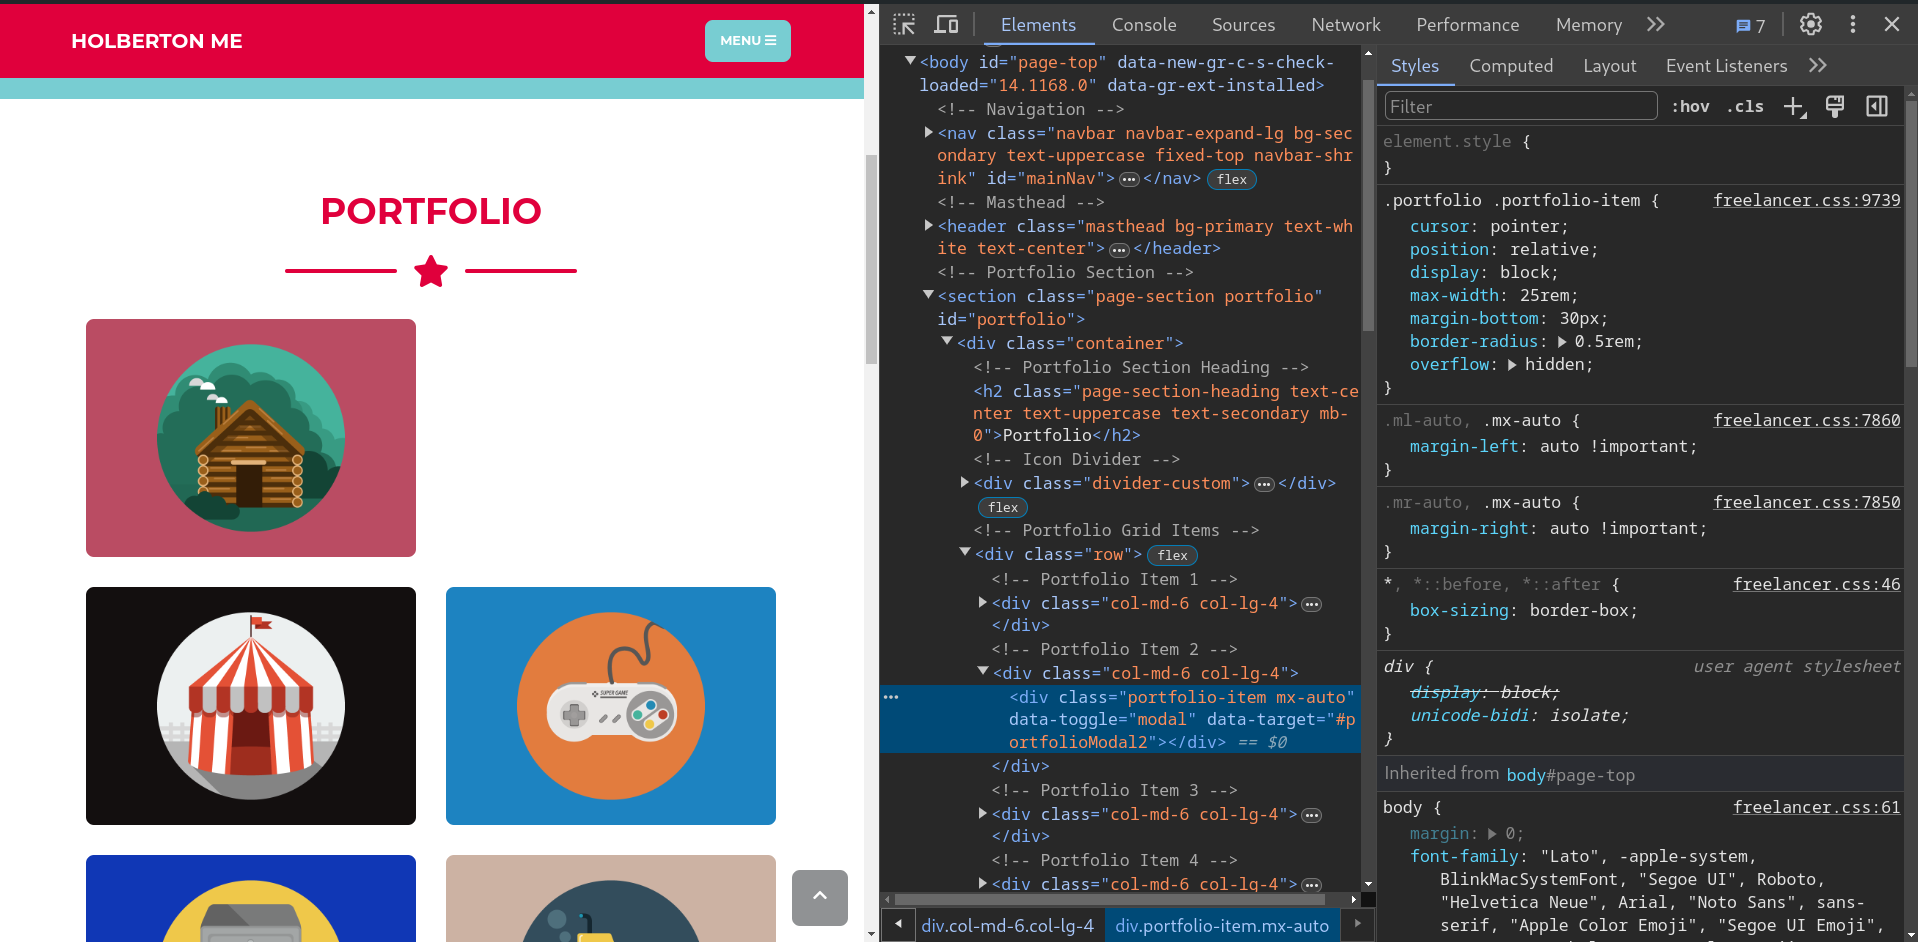 HOLBERTON ME
MENU
PORTFOLIO
SUPER GAME
Elements
Console
Sources
Network
Performance
Memory
7
<body id="page-top" data-new-gr-c-s-check-
loaded="14.1168.0" data-gr-ext-installed>
<!-- Navigation -->
<nav class="navbar navbar-expand-lg bg-sec
ondary text-uppercase fixed-top navbar-shr
ink" id="mainNav">…</nav> flex
<!-- Masthead -->
<header class="masthead bg-primary text-wh
ite text-center">…</header>
<!-- Portfolio Section -->
<section class="page-section portfolio"
id="portfolio">
<div class="container">
<!-- Portfolio Section Heading -->
<h2 class="page-section-heading text-ce
nter text-uppercase text-secondary mb-
0">Portfolio</h2>
<!-- Icon Divider -->
<div class="divider-custom">…</div>
flex
<!-- Portfolio Grid Items -->
<div class="row"> flex
<!-- Portfolio Item 1 -->
<div class="col-md-6 col-lg-4">…
</div>
<!-- Portfolio Item 2 -->
<div class="col-md-6 col-lg-4">
<div class="portfolio-item mx-auto"
data-toggle="modal" data-target="#p
ortfolioModal2"></div> == $0
</div>
<!-- Portfolio Item 3 -->
<div class="col-md-6 col-lg-4">…
</div>
<!-- Portfolio Item 4 -->
<div class="col-md-6 col-lg-4">…
div.col-md-6.col-lg-4
div.portfolio-item.mx-auto
Styles
Computed
Layout
Event Listeners
Filter
:hov
.cls
element.style {
}
.portfolio .portfolio-item { freelancer.css:9739
cursor: pointer;
position: relative;
display: block;
max-width: 25rem;
margin-bottom: 30px;
border-radius: 0.5rem;
overflow: hidden;
}
.ml-auto, .mx-auto { freelancer.css:7860
margin-left: auto !important;
}
.mr-auto, .mx-auto { freelancer.css:7850
margin-right: auto !important;
}
*, *::before, *::after { freelancer.css:46
box-sizing: border-box;
}
div { user agent stylesheet
display: block;
unicode-bidi: isolate;
}
Inherited from body#page-top
body { freelancer.css:61
margin: 0;
font-family: "Lato", -apple-system,
BlinkMacSystemFont, "Segoe UI", Roboto,
"Helvetica Neue", Arial, "Noto Sans", sans-
serif, "Apple Color Emoji", "Segoe UI Emoji",